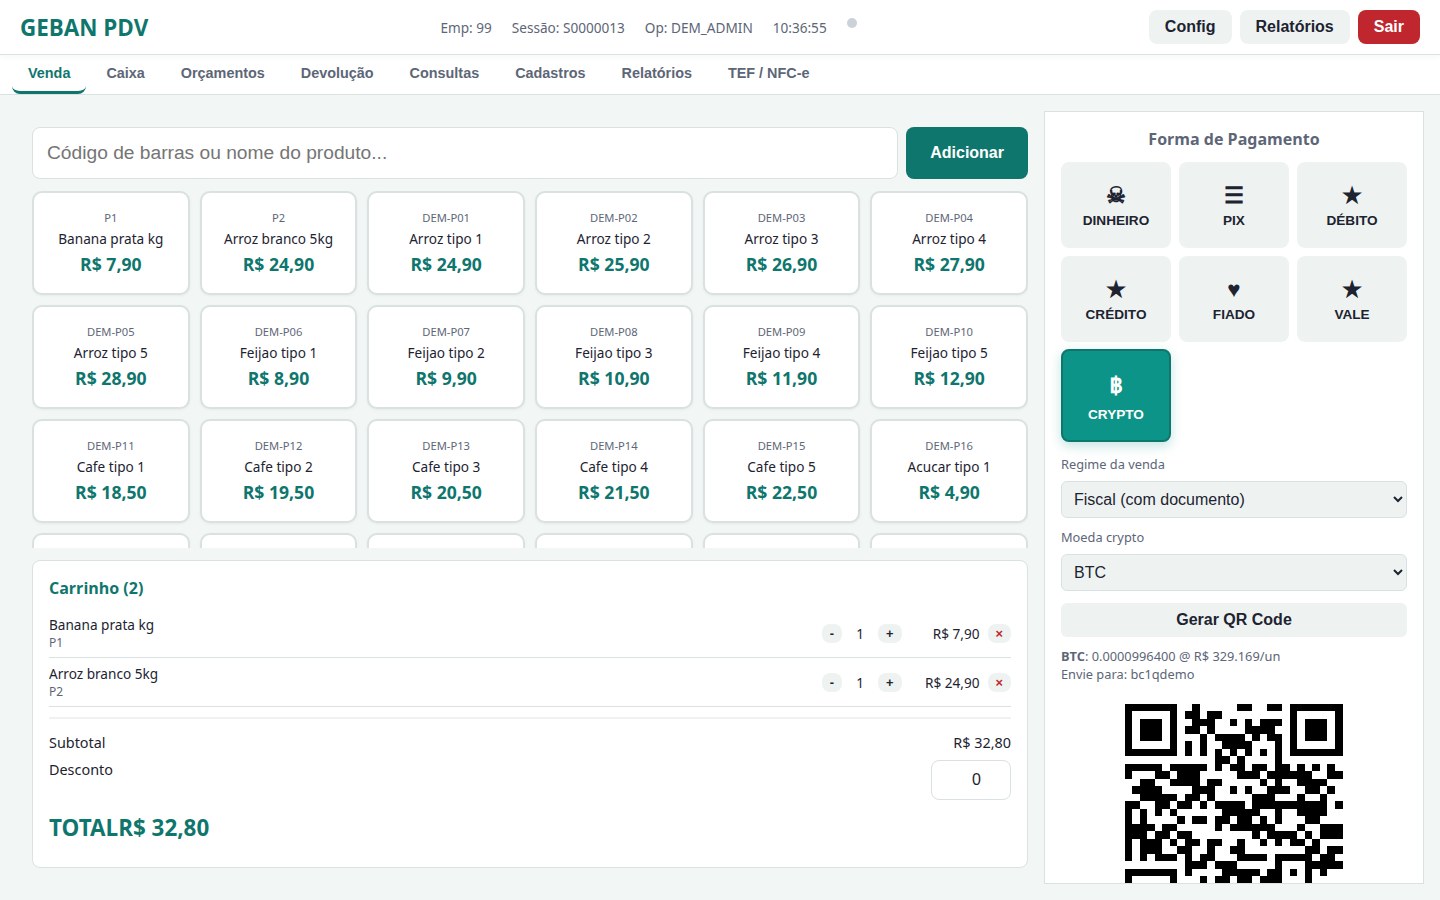 GEBAN PDV
Emp: 99 Sessão: S0000013 Op: DEM_ADMIN 10:36:55
Config Relatórios Sair
Venda Caixa Orçamentos Devolução Consultas Cadastros Relatórios TEF / NFC-e
Código de barras ou nome do produto...
Adicionar
P1
Banana prata kg
R$ 7,90
P2
Arroz branco 5kg
R$ 24,90
DEM-P01
Arroz tipo 1
R$ 24,90
DEM-P02
Arroz tipo 2
R$ 25,90
DEM-P03
Arroz tipo 3
R$ 26,90
DEM-P04
Arroz tipo 4
R$ 27,90
DEM-P05
Arroz tipo 5
R$ 28,90
DEM-P06
Feijao tipo 1
R$ 8,90
DEM-P07
Feijao tipo 2
R$ 9,90
DEM-P08
Feijao tipo 3
R$ 10,90
DEM-P09
Feijao tipo 4
R$ 11,90
DEM-P10
Feijao tipo 5
R$ 12,90
DEM-P11
Cafe tipo 1
R$ 18,50
DEM-P12
Cafe tipo 2
R$ 19,50
DEM-P13
Cafe tipo 3
R$ 20,50
DEM-P14
Cafe tipo 4
R$ 21,50
DEM-P15
Cafe tipo 5
R$ 22,50
DEM-P16
Acucar tipo 1
R$ 4,90
Carrinho (2)
Banana prata kg
P1
- 1 + R$ 7,90 ×
Arroz branco 5kg
P2
- 1 + R$ 24,90 ×
Subtotal R$ 32,80
Desconto 0
TOTALR$ 32,80
Forma de Pagamento
DINHEIRO
PIX
DÉBITO
CRÉDITO
FIADO
VALE
฿
CRYPTO
Regime da venda
Fiscal (com documento)
Moeda crypto
BTC
Gerar QR Code
BTC: 0.0000996400 @ R$ 329.169/un
Envie para: bc1qdemo